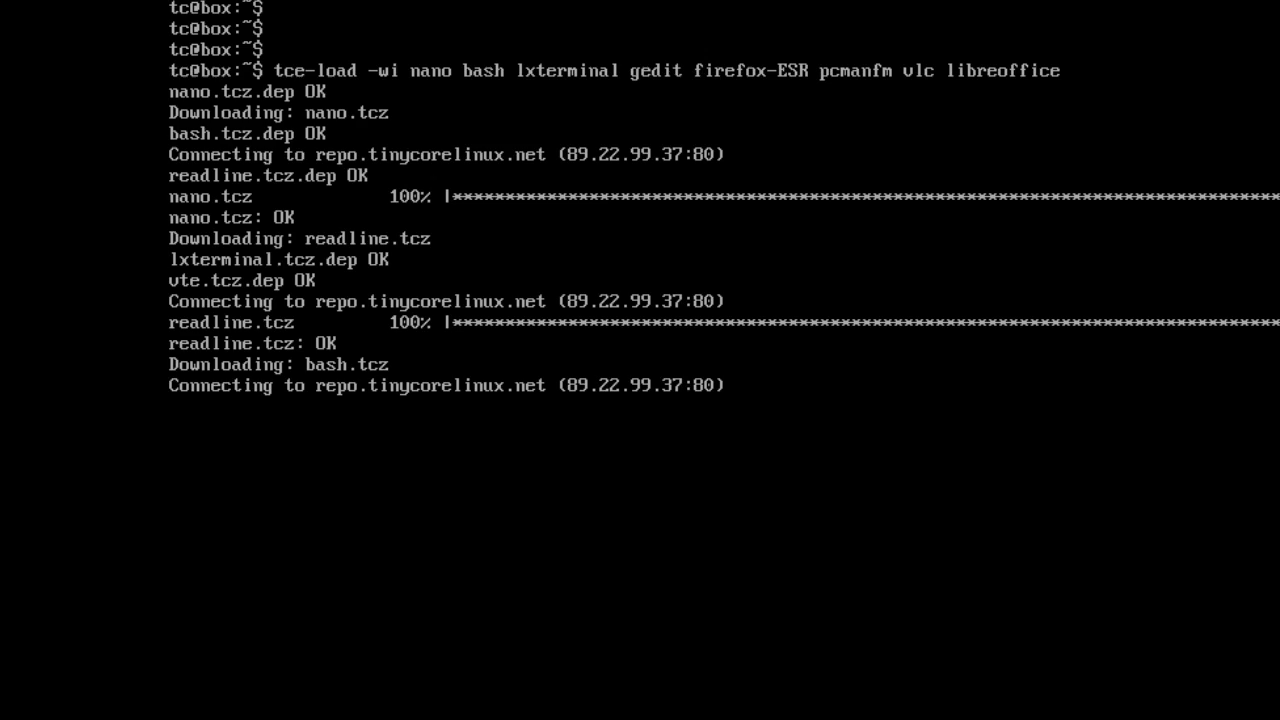 tc@box:~$
tc@box:~$
tc@box:~$
tc@box:~$ tce-load -wi nano bash lxterminal gedit firefox-ESR pcmanfm vlc libreoffice
nano.tcz.dep OK
Downloading: nano.tcz
bash.tcz.dep OK
Connecting to repo.tinycorelinux.net (89.22.99.37:80)
readline.tcz.dep OK
nano.tcz             100% |*******************************************************************************
nano.tcz: OK
Downloading: readline.tcz
lxterminal.tcz.dep OK
vte.tcz.dep OK
Connecting to repo.tinycorelinux.net (89.22.99.37:80)
readline.tcz         100% |*******************************************************************************
readline.tcz: OK
Downloading: bash.tcz
Connecting to repo.tinycorelinux.net (89.22.99.37:80)